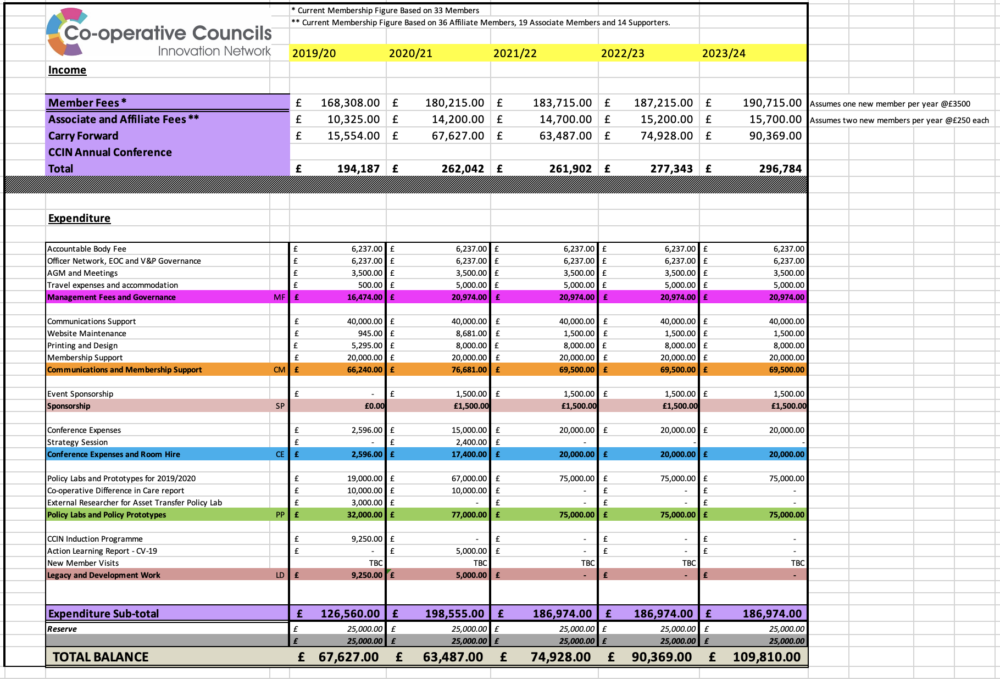 * Current Membership Figure Based on 33 Members
** Current Membership Figure Based on 36 Affiliate Members, 19 Associate Members and 14 Supporters.
Co-operative Councils
Innovation Network
2019/20 2020/21 2021/22 2022/23 2023/24
Income
Member Fees * £ 168,308.00 £ 180,215.00 £ 183,715.00 £ 187,215.00 £ 190,715.00 Assumes one new member per year @£3500
Associate and Affiliate Fees ** £ 10,325.00 £ 14,200.00 £ 14,700.00 £ 15,200.00 £ 15,700.00 Assumes two new members per year @£250 each
Carry Forward £ 15,554.00 £ 67,627.00 £ 63,487.00 £ 74,928.00 £ 90,369.00
CCIN Annual Conference
Total £ 194,187 £ 262,042 £ 261,902 £ 277,343 £ 296,784
Expenditure
Accountable Body Fee £ 6,237.00 £ 6,237.00 £ 6,237.00 £ 6,237.00 £ 6,237.00
Officer Network, EOC and V&P Governance £ 6,237.00 £ 6,237.00 £ 6,237.00 £ 6,237.00 £ 6,237.00
AGM and Meetings £ 3,500.00 £ 3,500.00 £ 3,500.00 £ 3,500.00 £ 3,500.00
Travel expenses and accommodation £ 500.00 £ 5,000.00 £ 5,000.00 £ 5,000.00 £ 5,000.00
Management Fees and Governance MF £ 16,474.00 £ 20,974.00 £ 20,974.00 £ 20,974.00 £ 20,974.00
Communications Support £ 40,000.00 £ 40,000.00 £ 40,000.00 £ 40,000.00 £ 40,000.00
Website Maintenance £ 945.00 £ 8,681.00 £ 1,500.00 £ 1,500.00 £ 1,500.00
Printing and Design £ 5,295.00 £ 8,000.00 £ 8,000.00 £ 8,000.00 £ 8,000.00
Membership Support £ 20,000.00 £ 20,000.00 £ 20,000.00 £ 20,000.00 £ 20,000.00
Communications and Membership Support CM £ 66,240.00 £ 76,681.00 £ 69,500.00 £ 69,500.00 £ 69,500.00
Event Sponsorship £ - £ 1,500.00 £ 1,500.00 £ 1,500.00 £ 1,500.00
Sponsorship SP £0.00 £1,500.00 £1,500.00 £1,500.00 £1,500.00
Conference Expenses £ 2,596.00 £ 15,000.00 £ 20,000.00 £ 20,000.00 £ 20,000.00
Strategy Session £ - £ 2,400.00 £ - - -
Conference Expenses and Room Hire CE £ 2,596.00 £ 17,400.00 £ 20,000.00 £ 20,000.00 £ 20,000.00
Policy Labs and Prototypes for 2019/2020 £ 19,000.00 £ 67,000.00 £ 75,000.00 £ 75,000.00 £ 75,000.00
Co-operative Difference in Care report £ 10,000.00 £ 10,000.00 £ - £ - £ -
External Researcher for Asset Transfer Policy Lab £ 3,000.00 £ - £ - £ - £ -
Policy Labs and Policy Prototypes PP £ 32,000.00 £ 77,000.00 £ 75,000.00 £ 75,000.00 £ 75,000.00
CCIN Induction Programme £ 9,250.00 £ - £ - £ - £ -
Action Learning Report - CV-19 £ - £ 5,000.00 £ - £ - £ -
New Member Visits TBC TBC TBC TBC TBC
Legacy and Development Work LD £ 9,250.00 £ 5,000.00 £ - £ - £ -
Expenditure Sub-total £ 126,560.00 £ 198,555.00 £ 186,974.00 £ 186,974.00 £ 186,974.00
Reserve £ 25,000.00 £ 25,000.00 £ 25,000.00 £ 25,000.00 £ 25,000.00
£ 25,000.00 £ 25,000.00 £ 25,000.00 £ 25,000.00 £ 25,000.00
TOTAL BALANCE £ 67,627.00 £ 63,487.00 £ 74,928.00 £ 90,369.00 £ 109,810.00